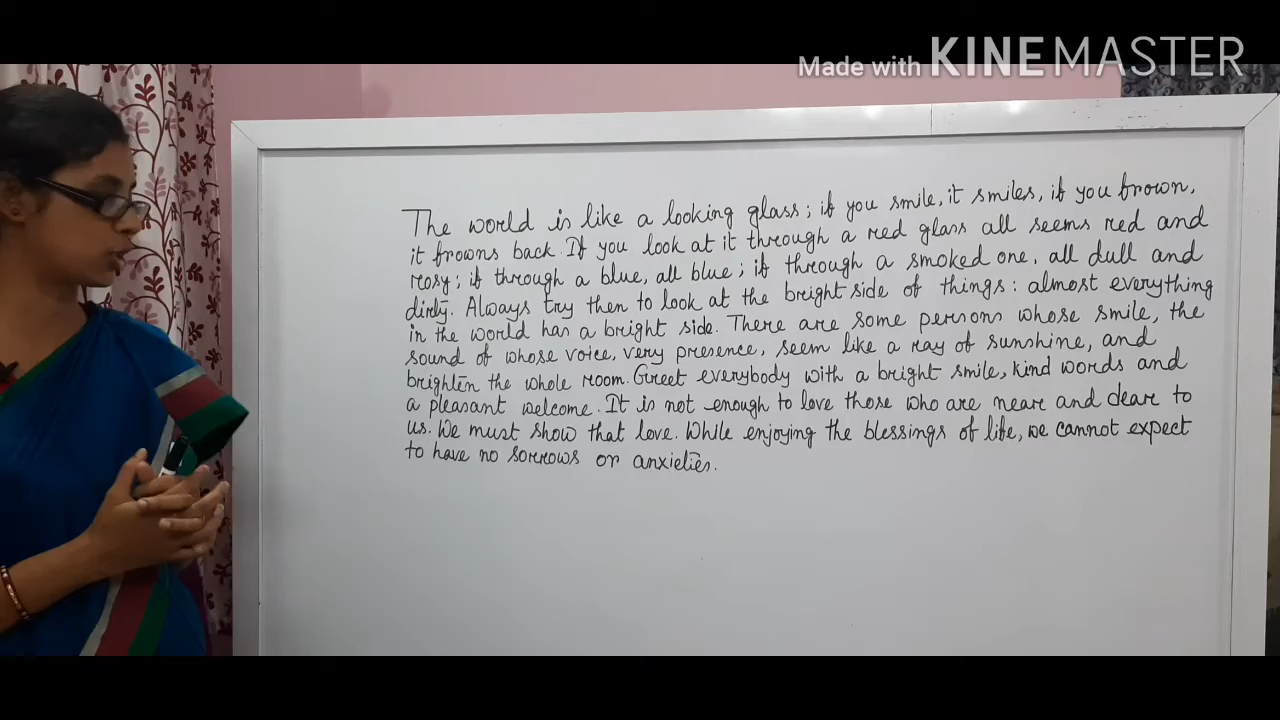 Made with KINEMASTER
The world is like a looking glass; if you smile, it smiles, if you frown,
it frowns back. If you look at it through a red glass all seems red and
rosy; if through a blue, all blue; if through a smoked one, all dull and
dirty. Always try then to look at the bright side of things: almost everything
in the world has a bright side. There are some persons whose smile, the
sound of whose voice, very presence, seem like a ray of sunshine, and
brighten the whole room. Greet everybody with a bright smile, kind words and
a pleasant welcome. It is not enough to love those who are near and dear to
us. We must show that love. While enjoying the blessings of life, we cannot expect
to have no sorrows or anxieties.